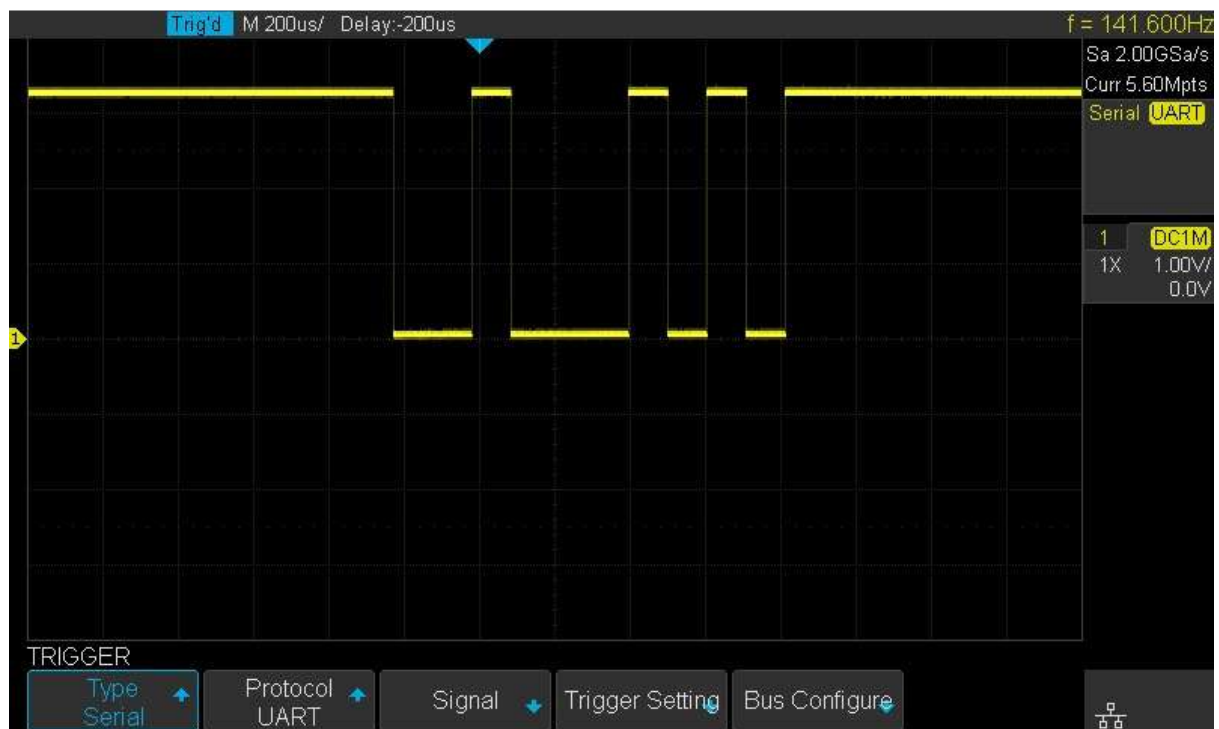 Trig'd M 200us/ Delay:-200us f = 141.600Hz
Sa 2.00GSa/s
Curr 5.60Mpts
Serial UART
1 DC1M
1X 1.00V/
0.0V
1
TRIGGER
Type Protocol Signal Trigger Setting Bus Configure
Serial UART